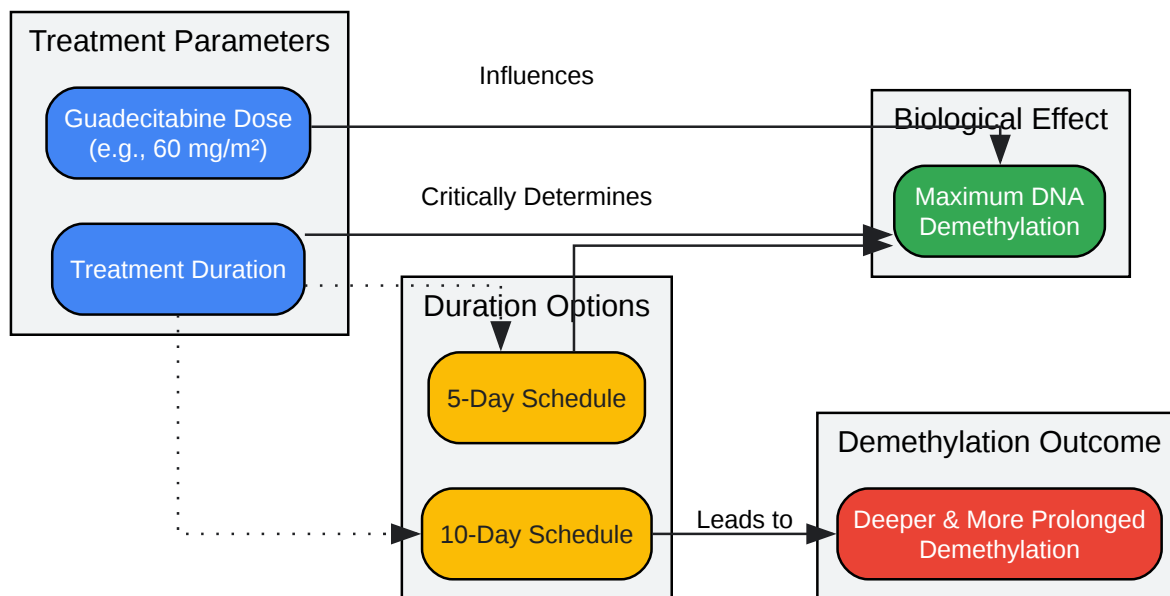 Treatment Parameters
Guadecitabine Dose
(e.g., 60 mg/m²)
Treatment Duration
Influences
Critically Determines
Biological Effect
Maximum DNA
Demethylation
Duration Options
5-Day Schedule
10-Day Schedule
Leads to
Demethylation Outcome
Deeper & More Prolonged
Demethylation